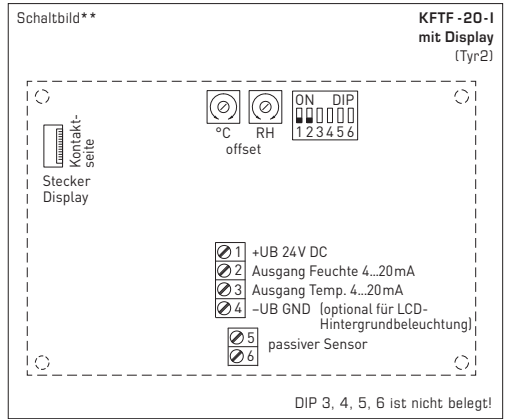 Schaltbild**
KFTF-20-I
mit Display
(Tyr2)
ON DIP
1 2 3 4 5 6
°C RH
offset
Kontakt-
seite
Stecker
Display
1 +UB 24V DC
2 Ausgang Feuchte 4...20mA
3 Ausgang Temp. 4...20mA
4 -UB GND (optional für LCD-
Hintergrundbeleuchtung)
5 passiver Sensor
6
DIP 3, 4, 5, 6 ist nicht belegt!